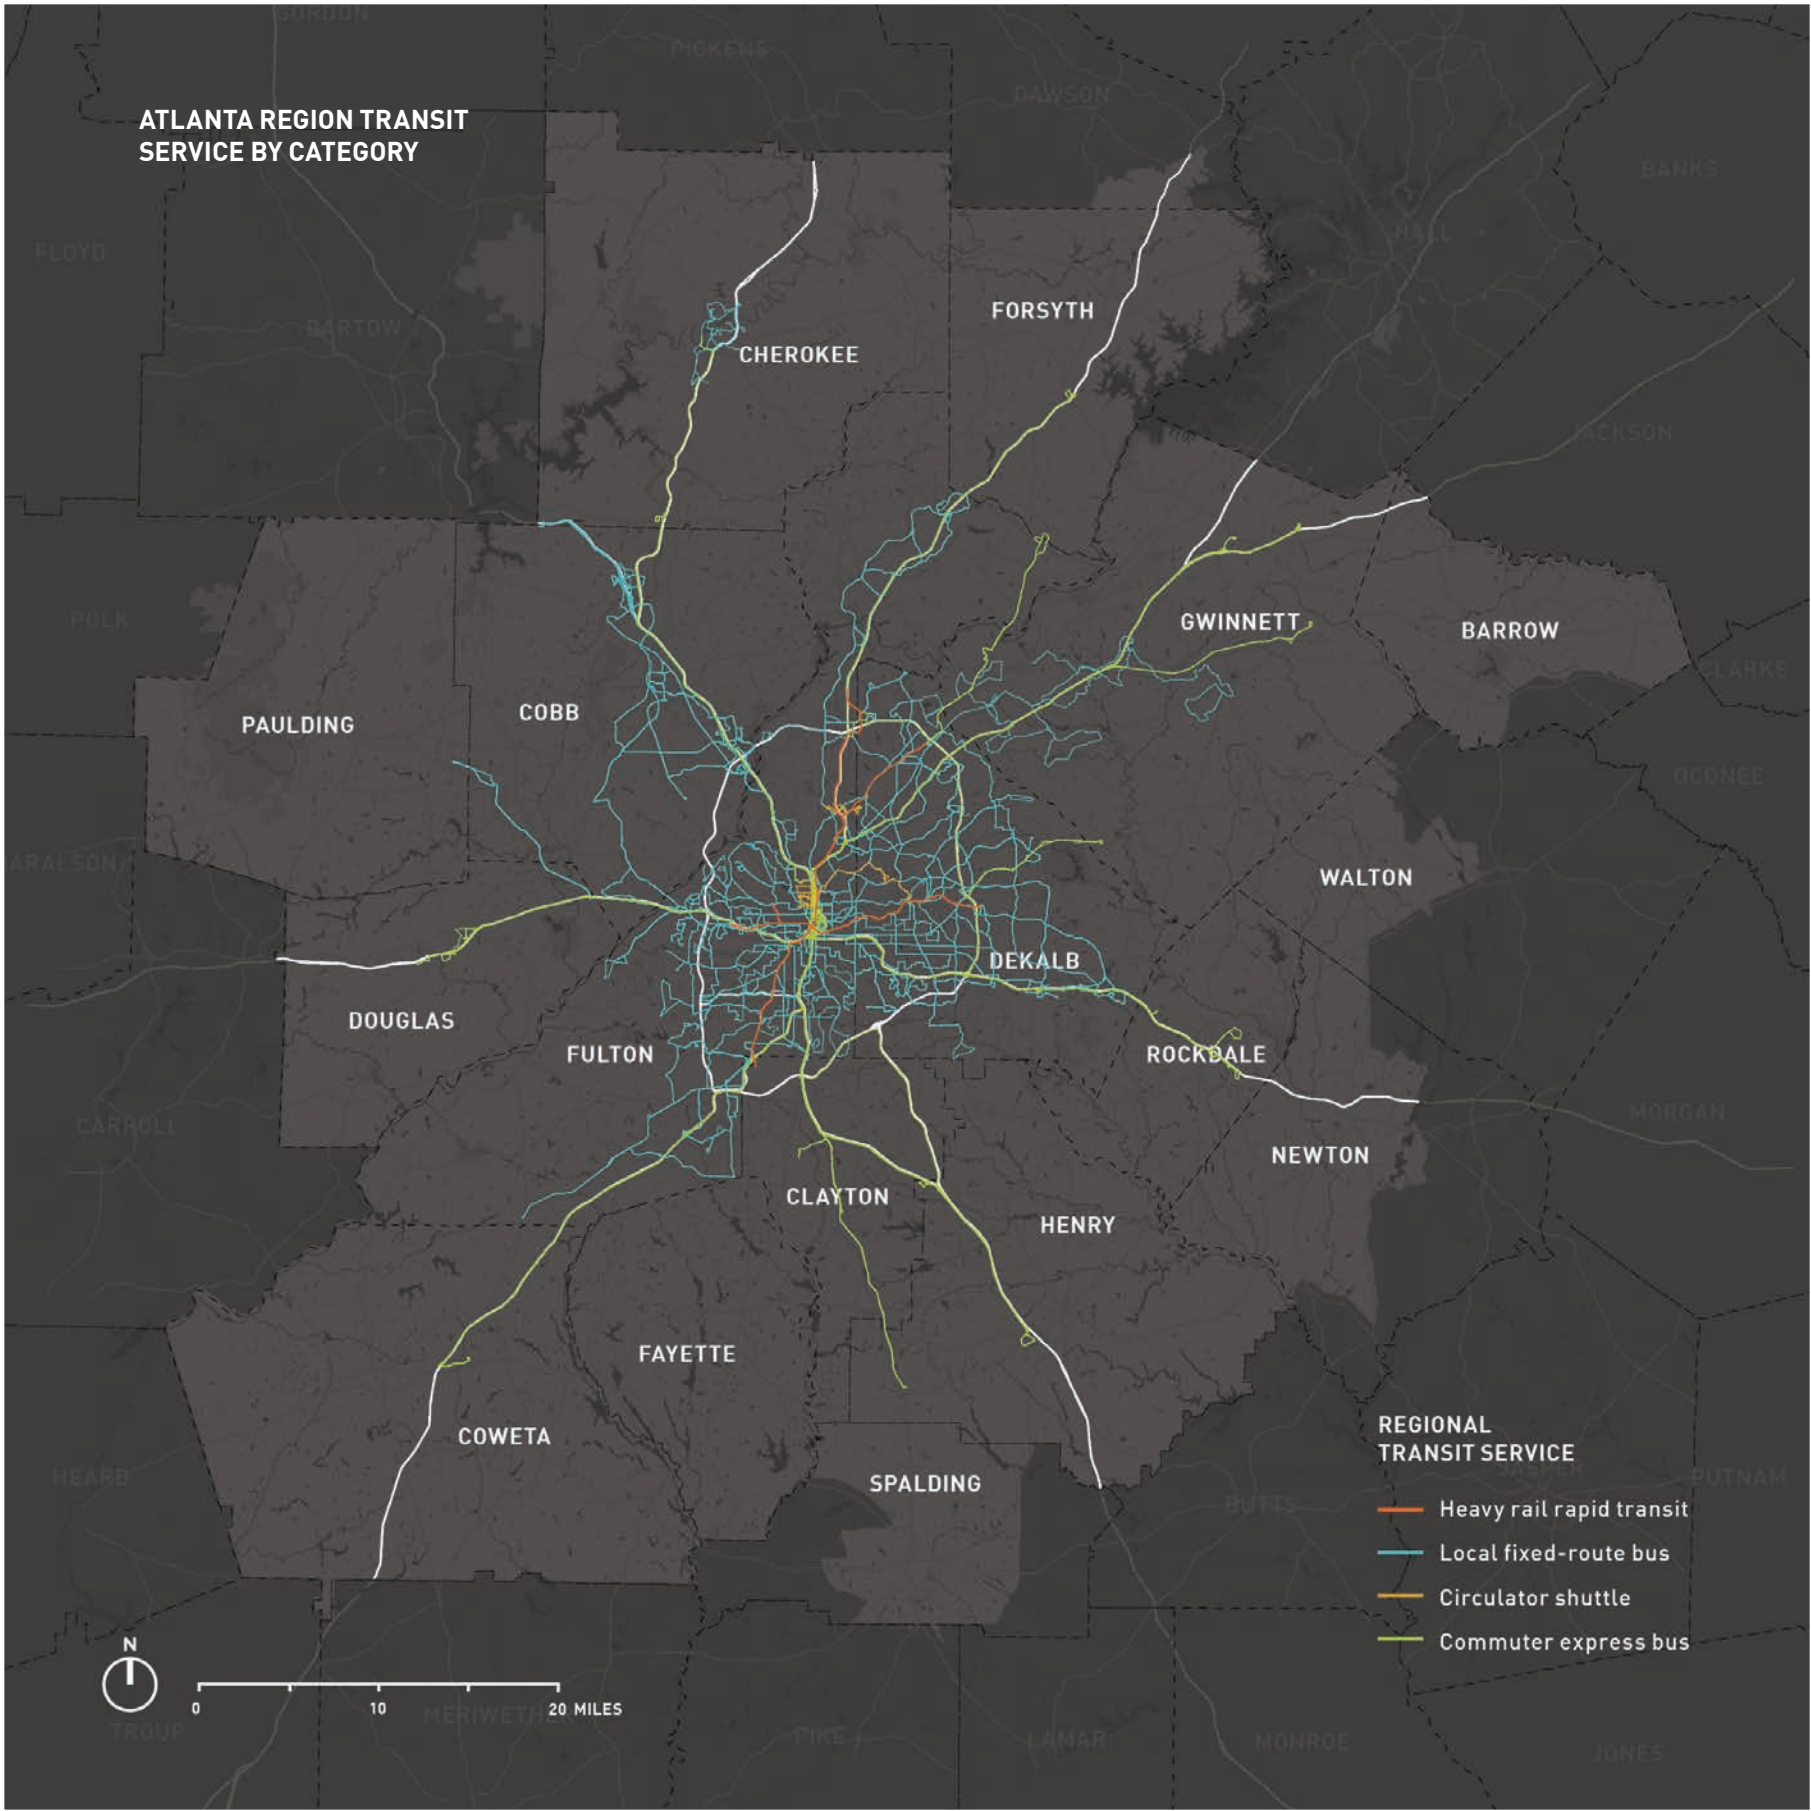 GORDON
PICKENS
DAWSON
ATLANTA REGION TRANSIT
SERVICE BY CATEGORY
BANKS
HALL
FLOYD
FORSYTH
BARTOW
CHEROKEE
JACKSON
POLK
GWINNETT
BARROW
CLARKE
COBB
PAULDING
OCONEE
ARALSON
WALTON
DEKALB
DOUGLAS
FULTON
ROCKDALE
MORGAN
CARROLL
NEWTON
CLAYTON
HENRY
FAYETTE
REGIONAL
TRANSIT SERVICE
COWETA
JASPER
PUTNAM
HEARD
SPALDING
BUTTS
Heavy rail rapid transit
Local fixed-route bus
Circulator shuttle
Commuter express bus
N
0 10 20 MILES
TROUP
MERIWETHER
PIKE
LAMAR
MONROE
JONES